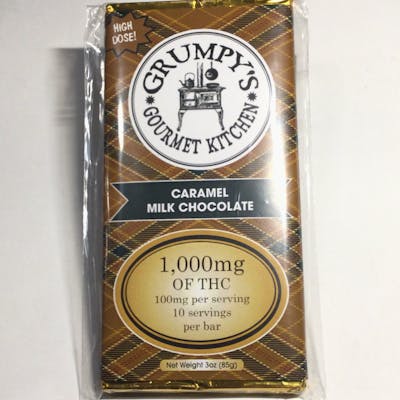 HIGH
DOSE!
GRUMPY'S
GOURMET KITCHEN
CARAMEL
MILK CHOCOLATE
1,000mg
OF THC
100mg per serving
10 servings
per bar
Net Weight 3oz (85g)